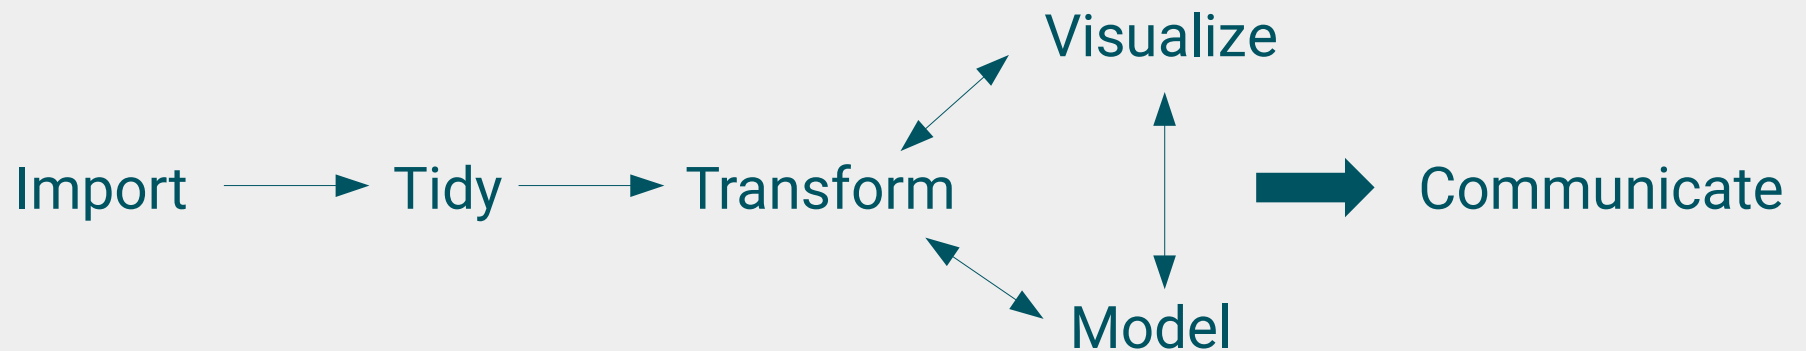 Visualize
Import
Tidy
Transform
Communicate
Model